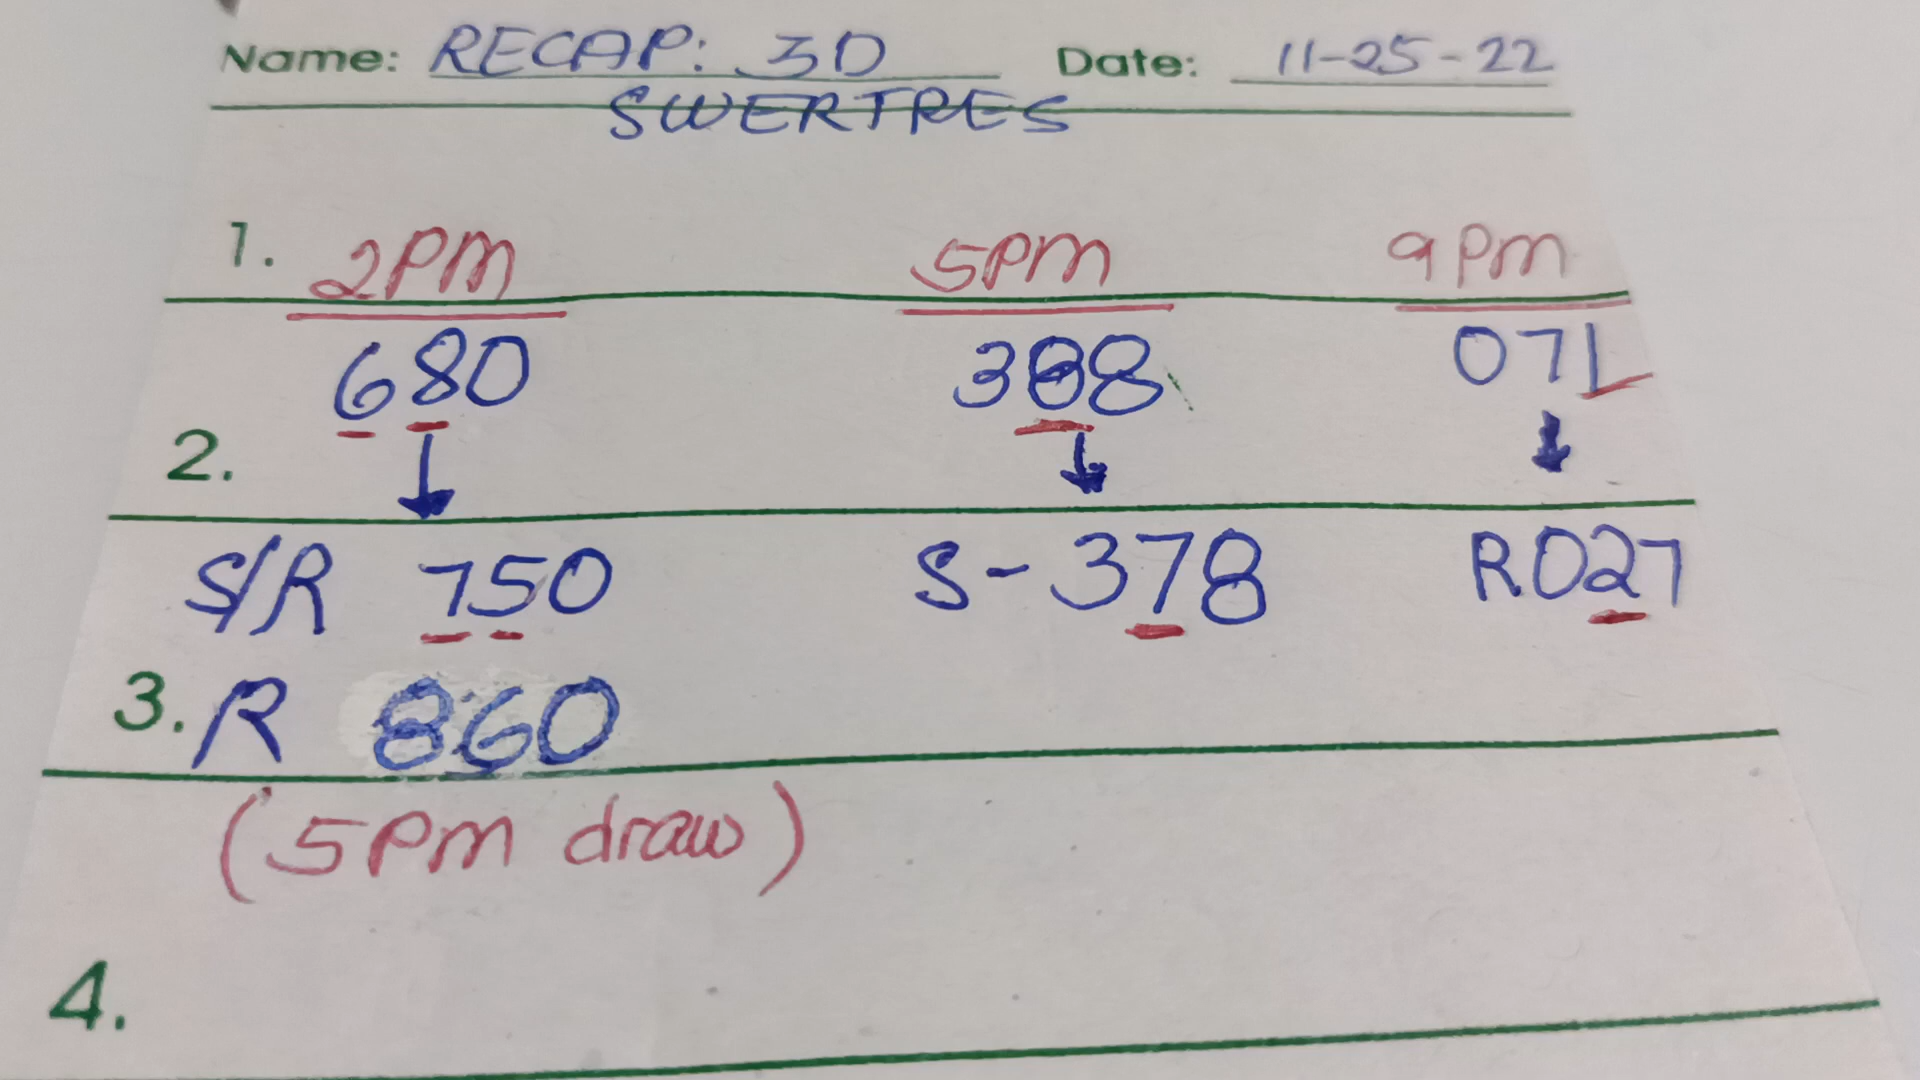 Name: RECAP: 3D Date: 11-25-22
SWERTRES
1. 2PM 5PM 9PM
680 388 071
2.
S/R 750 S-378 R027
3. R 860
(5PM draw)
4.